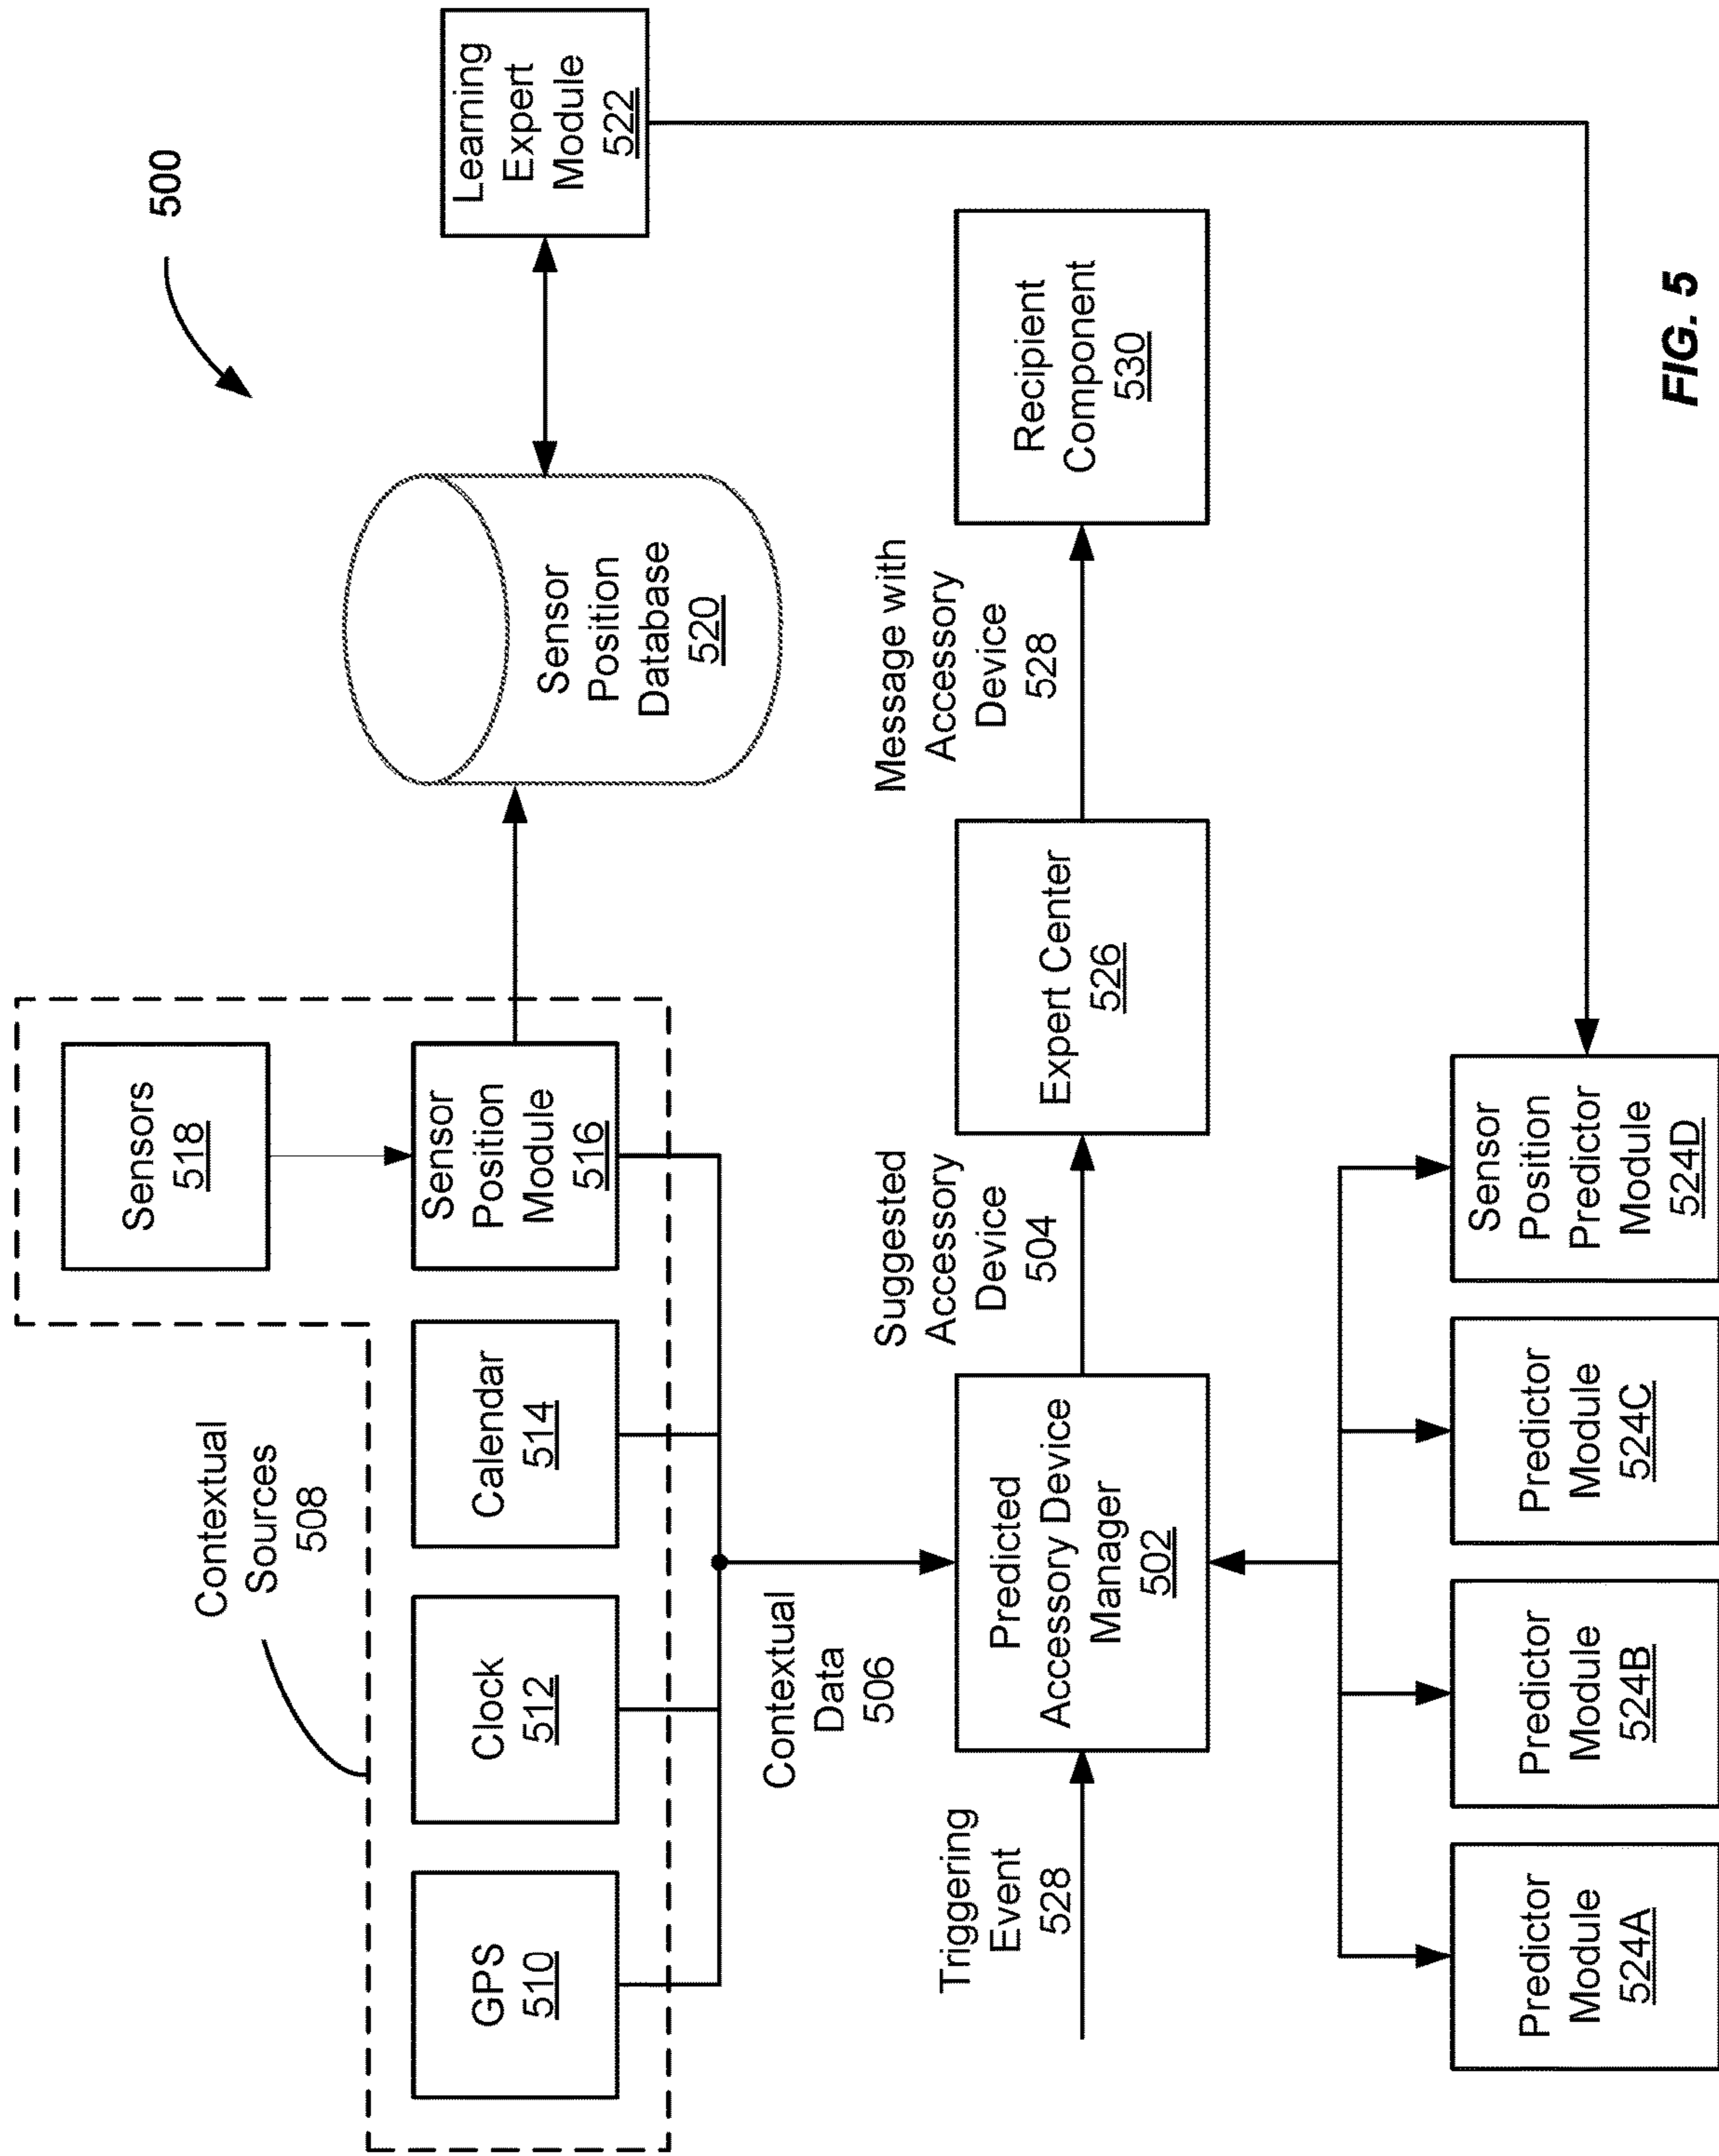 500
Contextual
Sources
508
Sensors
518
GPS
510
Clock
512
Calendar
514
Sensor
Position
Module
516
Sensor
Position
Database
520
Learning
Expert
Module
522
Contextual
Data
506
Triggering
Event
528
Predicted
Accessory Device
Manager
502
Suggested
Accessory
Device
504
Expert Center
526
Message with
Accessory
Device
528
Recipient
Component
530
Predictor
Module
524A
Predictor
Module
524B
Predictor
Module
524C
Sensor
Position
Predictor
Module
524D
FIG. 5